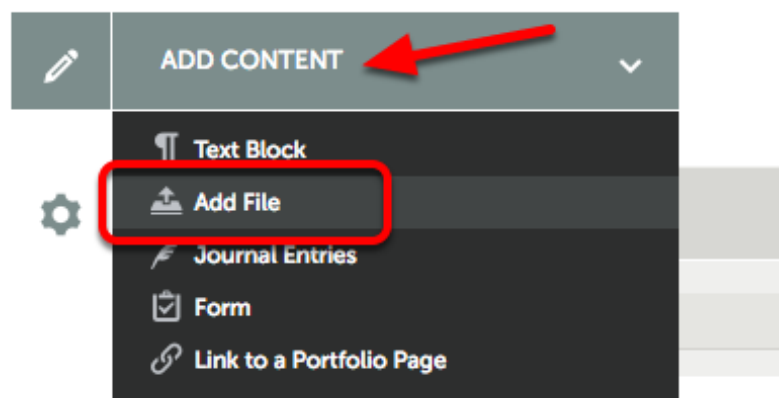 ADD CONTENT
Text Block
Add File
Journal Entries
Form
Link to a Portfolio Page